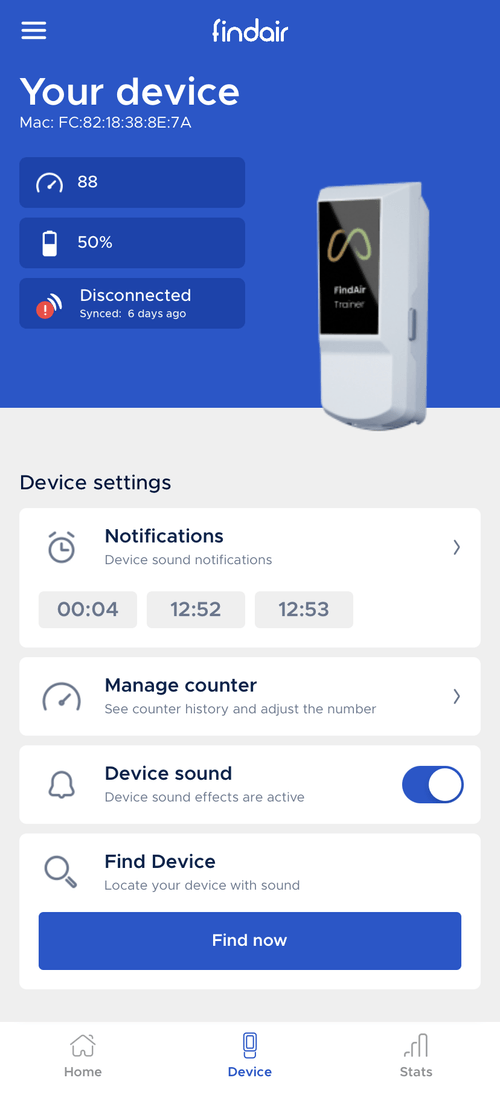 findair
Your device
Mac: FC:82:18:38:8E:7A
88
50%
Disconnected
Synced: 6 days ago
FindAir
Trainer
Device settings
Notifications
Device sound notifications
00:04 12:52 12:53
Manage counter
See counter history and adjust the number
Device sound
Device sound effects are active
Find Device
Locate your device with sound
Find now
Home Device Stats